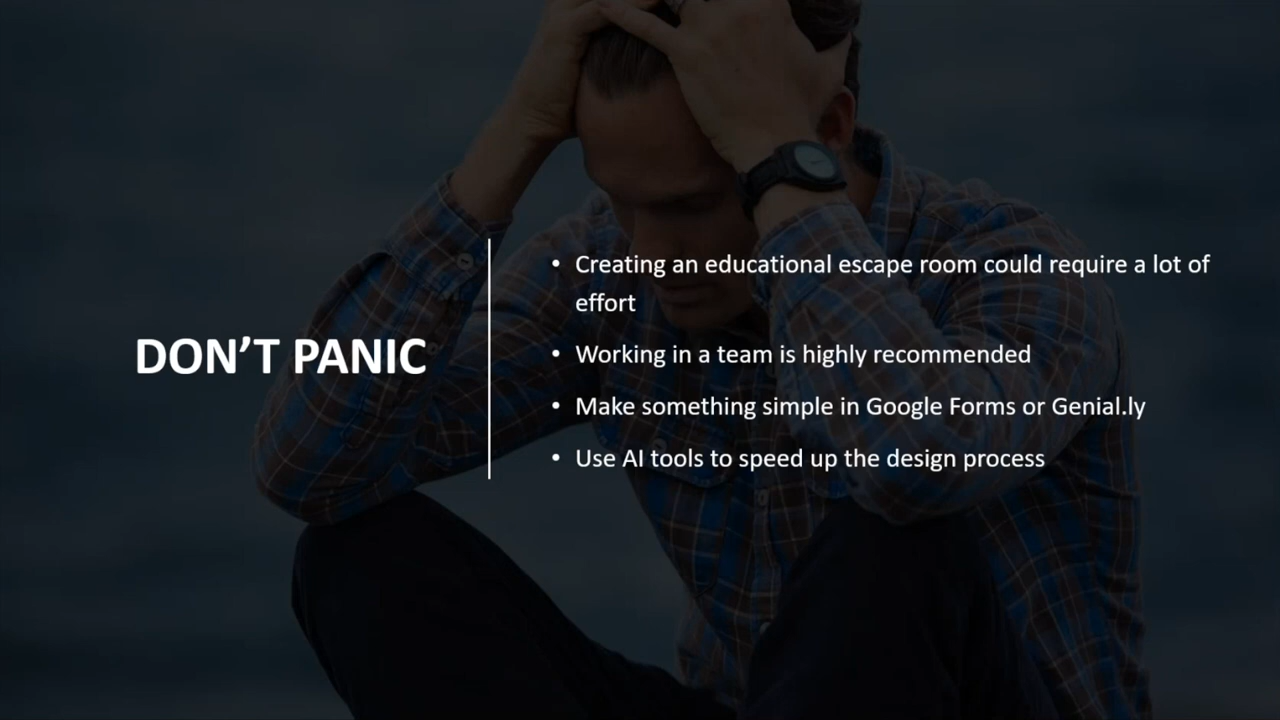 DON’T PANIC
• Creating an educational escape room could require a lot of
effort
• Working in a team is highly recommended
• Make something simple in Google Forms or Genial.ly
• Use AI tools to speed up the design process